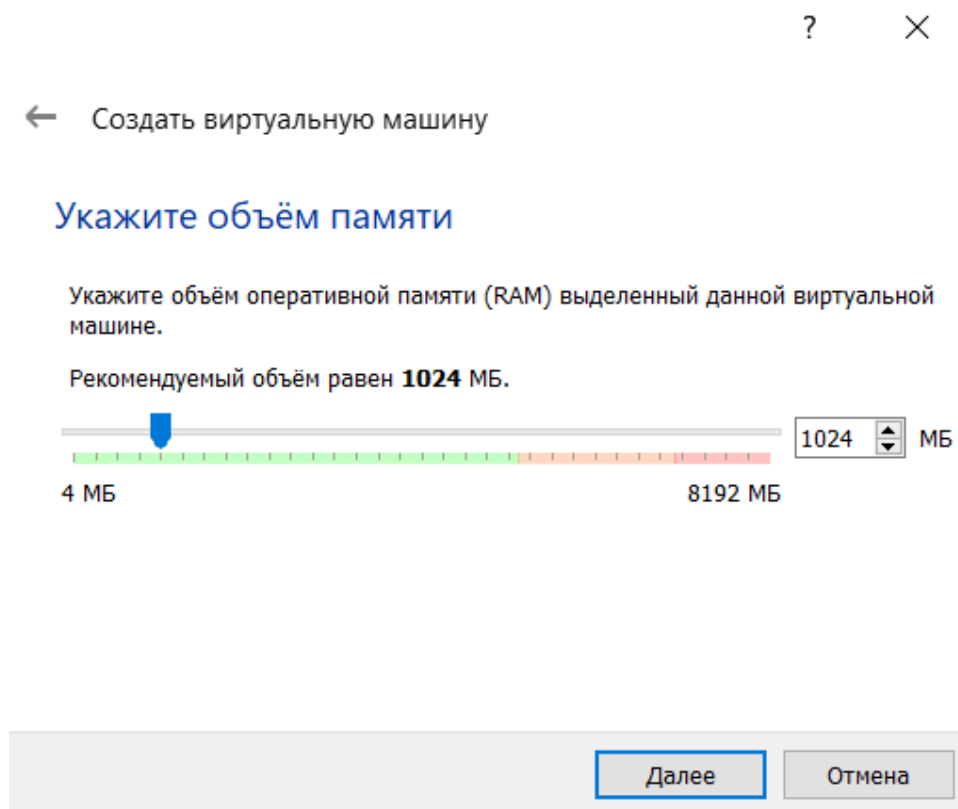 ?
Создать виртуальную машину
Укажите объём памяти
Укажите объём оперативной памяти (RAM) выделенный данной виртуальной
машине.
Рекомендуемый объём равен 1024 МБ.
1024 МБ
4 МБ 8192 МБ
Далее Отмена